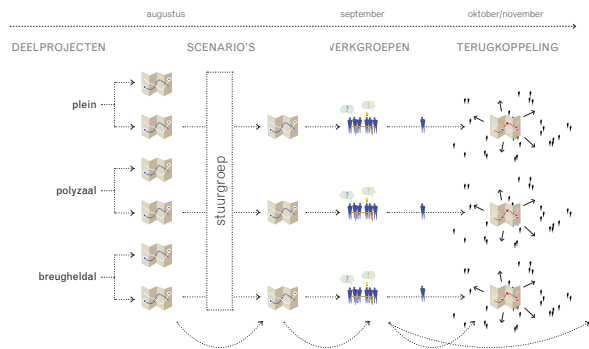 augustus
september
oktober/november
DEELPROJECTEN
SCENARIO'S
WERKGROEPEN
TERUGKOPPELING
plein
polyzaal
breugheldal
stuurgroep